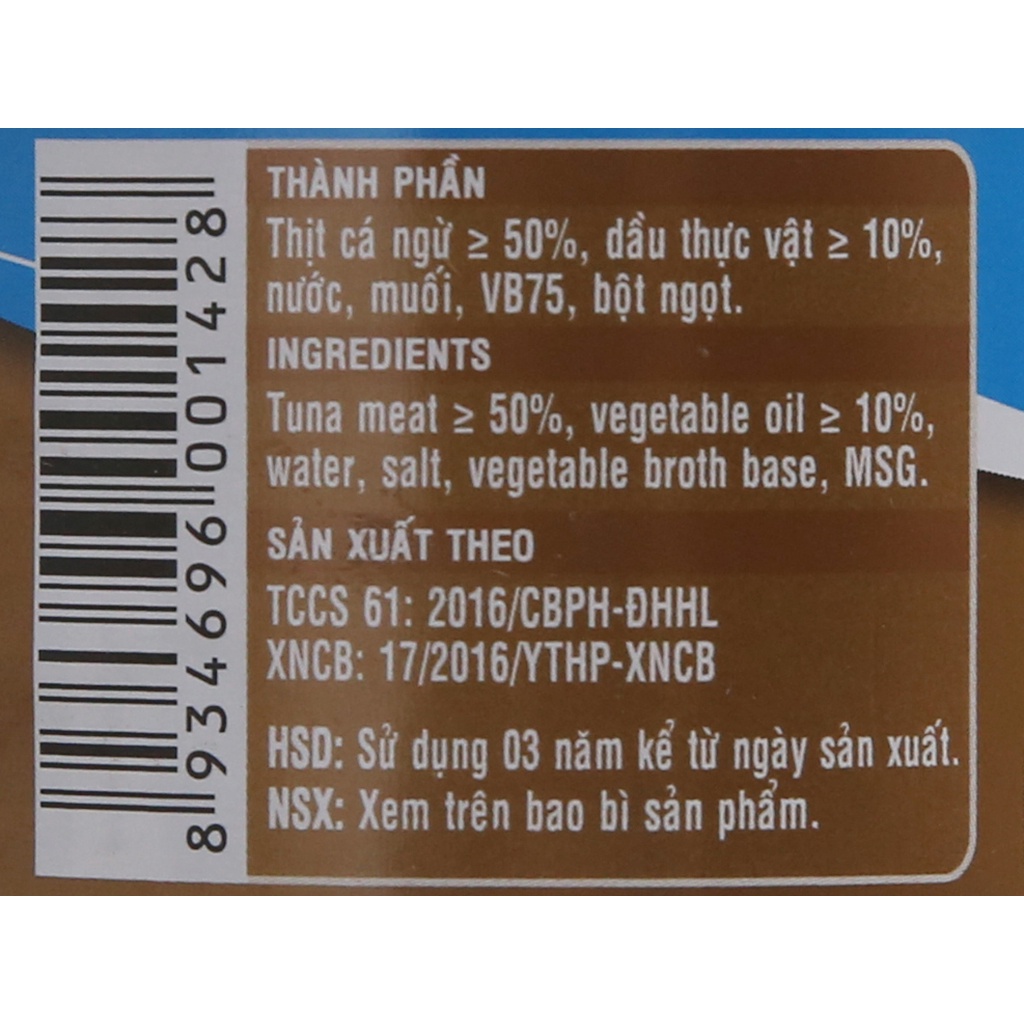 THÀNH PHẦN
Thịt cá ngừ ≥ 50%, dầu thực vật ≥ 10%,
nước, muối, VB75, bột ngọt.
INGREDIENTS
Tuna meat ≥ 50%, vegetable oil ≥ 10%,
water, salt, vegetable broth base, MSG.
SẢN XUẤT THEO
TCCS 61: 2016/CBPH-ĐHHL
XNCB: 17/2016/YTHP-XNCB
HSD: Sử dụng 03 năm kể từ ngày sản xuất.
NSX: Xem trên bao bì sản phẩm.
8 934696 001428